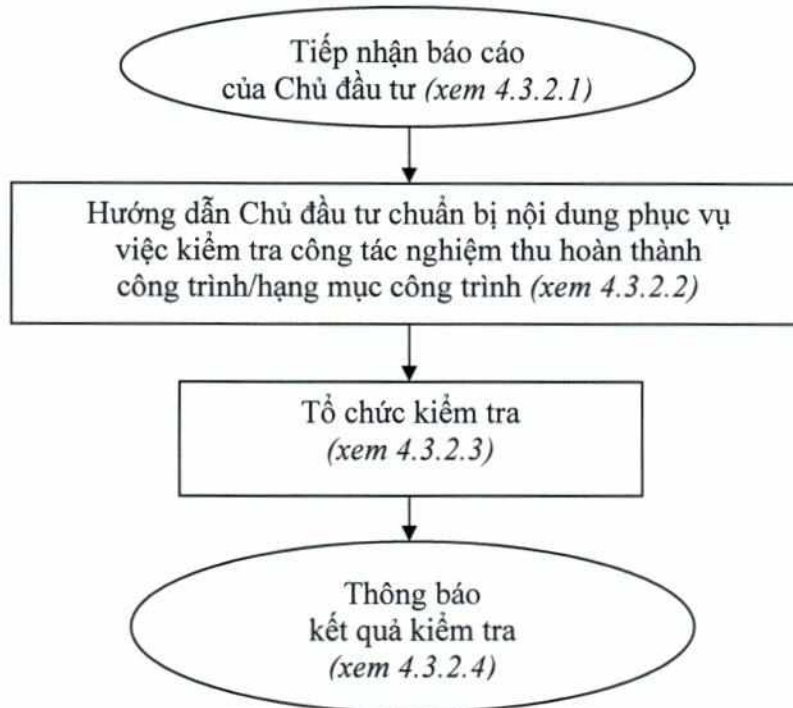 Tiếp nhận báo cáo
của Chủ đầu tư (xem 4.3.2.1)
Hướng dẫn Chủ đầu tư chuẩn bị nội dung phục vụ
việc kiểm tra công tác nghiệm thu hoàn thành
công trình/hạng mục công trình (xem 4.3.2.2)
Tổ chức kiểm tra
(xem 4.3.2.3)
Thông báo
kết quả kiểm tra
(xem 4.3.2.4)